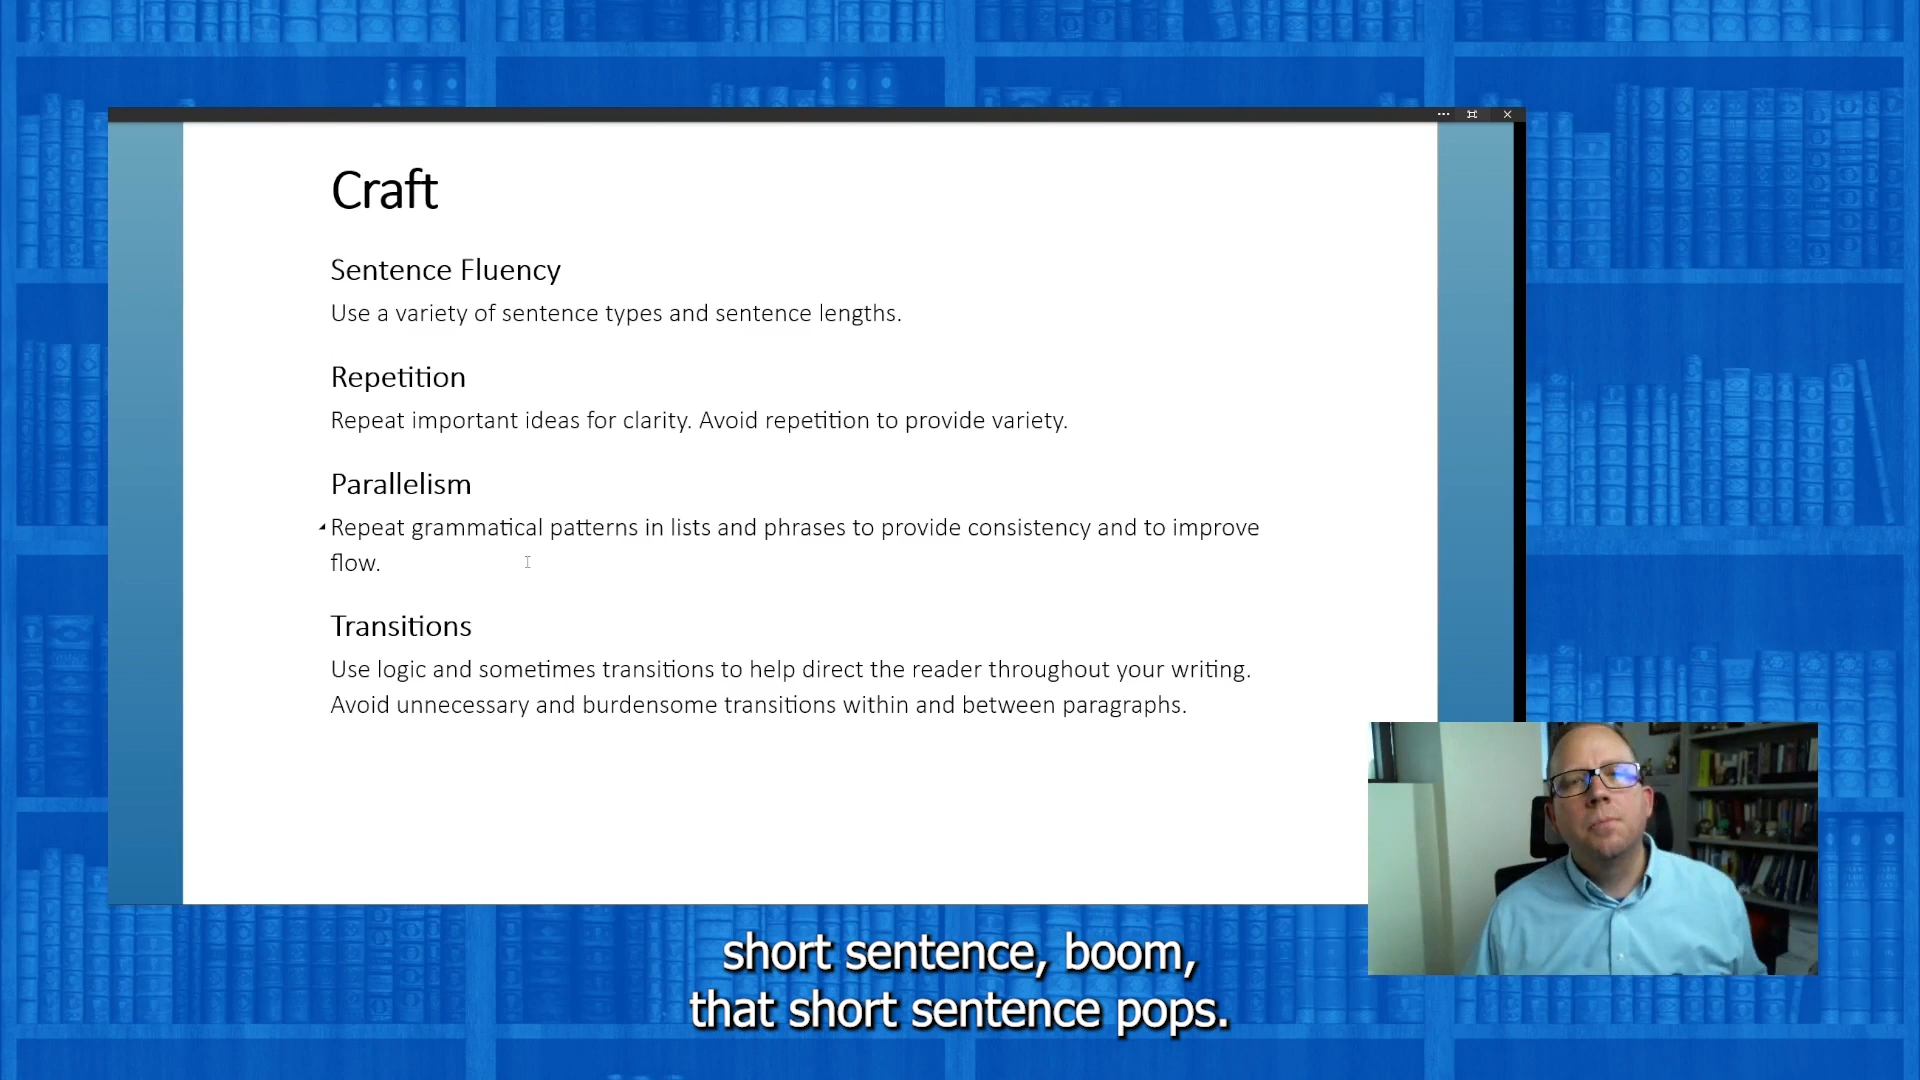 Craft
Sentence Fluency
Use a variety of sentence types and sentence lengths.
Repetition
Repeat important ideas for clarity. Avoid repetition to provide variety.
Parallelism
Repeat grammatical patterns in lists and phrases to provide consistency and to improve
flow.
Transitions
Use logic and sometimes transitions to help direct the reader throughout your writing.
Avoid unnecessary and burdensome transitions within and between paragraphs.
short sentence, boom,
that short sentence pops.